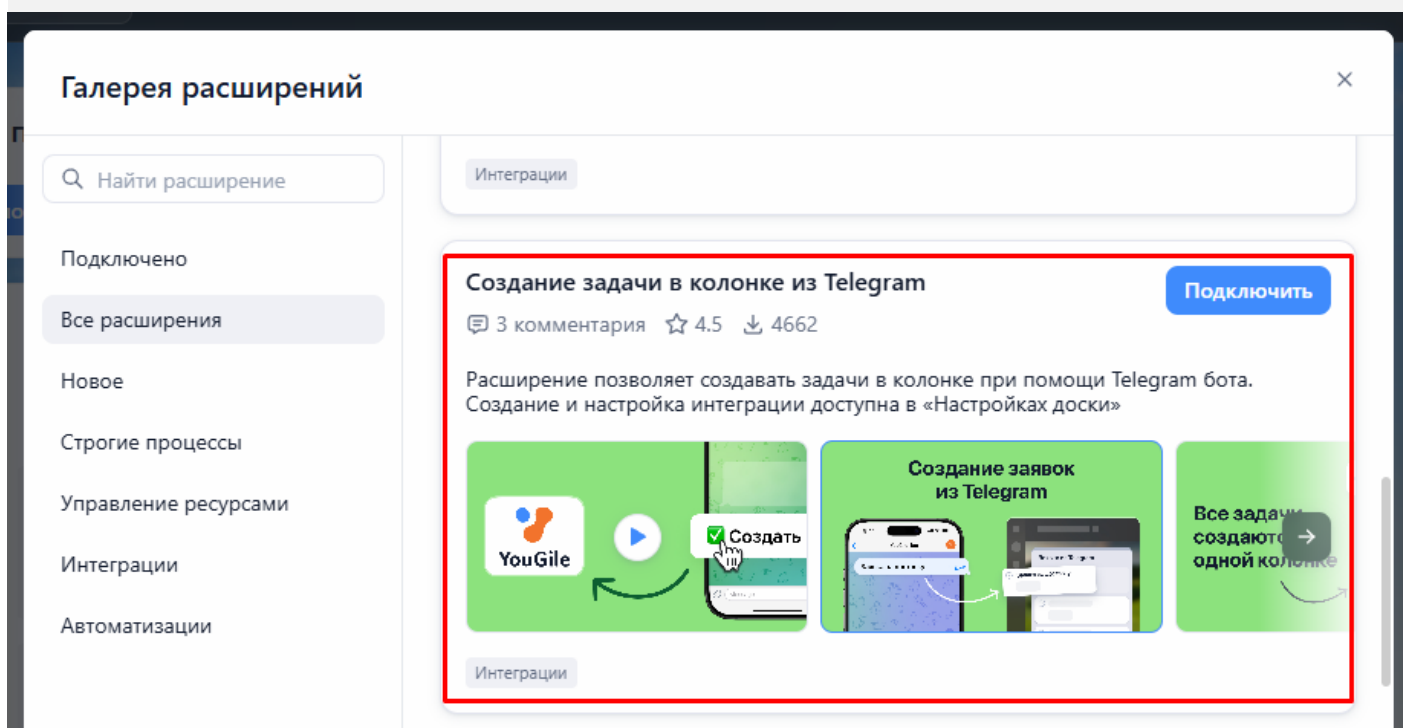 Галерея расширений
Найти расширение
Подключено
Все расширения
Новое
Строгие процессы
Управление ресурсами
Интеграции
Автоматизации
Интеграции
Создание задачи в колонке из Telegram
Подключить
3 комментария 4.5 4662
Расширение позволяет создавать задачи в колонке при помощи Telegram бота.
Создание и настройка интеграции доступна в «Настройках доски»
YouGile
Создать
Создание заявок
из Telegram
Все задачи
создаются
одной колонке
Интеграции